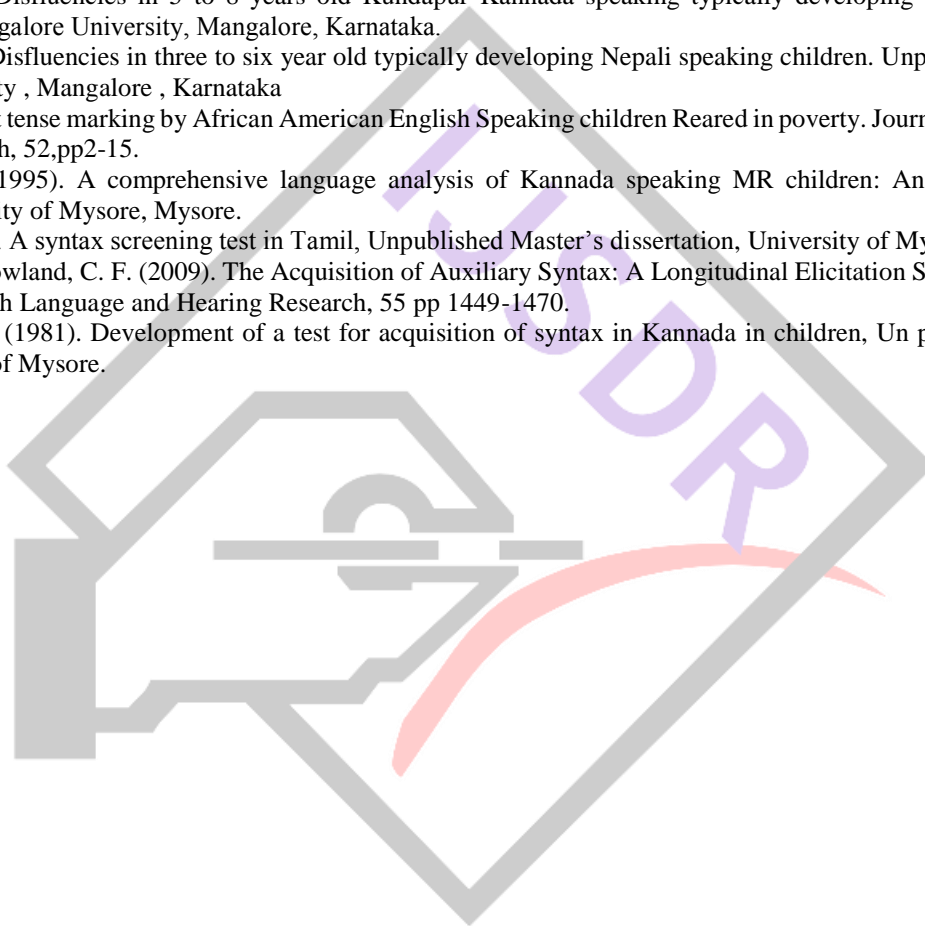 Disfluencies in 5 to 8 years old Kundapur Kannada speaking typically developing
galore University, Mangalore, Karnataka.
Disfluencies in three to six year old typically developing Nepali speaking children. Unp
ty , Mangalore , Karnataka
t tense marking by African American English Speaking children Reared in poverty. Journ
h, 52,pp2-15.
1995). A comprehensive language analysis of Kannada speaking MR children: An
ity of Mysore, Mysore.
. A syntax screening test in Tamil, Unpublished Master's dissertation, University of My
owland, C. F. (2009). The Acquisition of Auxiliary Syntax: A Longitudinal Elicitation S
h Language and Hearing Research, 55 pp 1449-1470.
(1981). Development of a test for acquisition of syntax in Kannada in children, Un p
of Mysore.
IJSDR